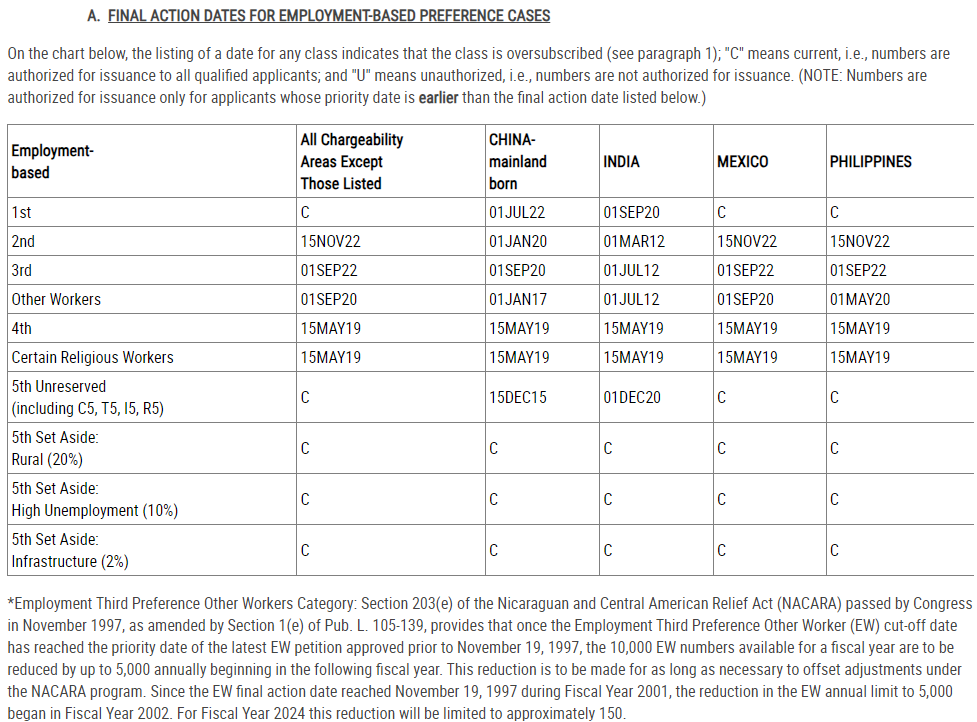 A. FINAL ACTION DATES FOR EMPLOYMENT-BASED PREFERENCE CASES
On the chart below, the listing of a date for any class indicates that the class is oversubscribed (see paragraph 1); "C" means current, i.e., numbers are
authorized for issuance to all qualified applicants; and "U" means unauthorized, i.e., numbers are not authorized for issuance. (NOTE: Numbers are
authorized for issuance only for applicants whose priority date is earlier than the final action date listed below.)
Employment-
based
All Chargeability
Areas Except
Those Listed
CHINA-
mainland
born
INDIA
MEXICO
PHILIPPINES
1st C 01JUL22 01SEP20 C C
2nd 15NOV22 01JAN20 01MAR12 15NOV22 15NOV22
3rd 01SEP22 01SEP20 01JUL12 01SEP22 01SEP22
Other Workers 01SEP20 01JAN17 01JUL12 01SEP20 01MAY20
4th 15MAY19 15MAY19 15MAY19 15MAY19 15MAY19
Certain Religious Workers 15MAY19 15MAY19 15MAY19 15MAY19 15MAY19
5th Unreserved
(including C5, T5, I5, R5)
C 15DEC15 01DEC20 C C
5th Set Aside:
Rural (20%)
C C C C C
5th Set Aside:
High Unemployment (10%)
C C C C C
5th Set Aside:
Infrastructure (2%)
C C C C C
*Employment Third Preference Other Workers Category: Section 203(e) of the Nicaraguan and Central American Relief Act (NACARA) passed by Congress
in November 1997, as amended by Section 1(e) of Pub. L. 105-139, provides that once the Employment Third Preference Other Worker (EW) cut-off date
has reached the priority date of the latest EW petition approved prior to November 19, 1997, the 10,000 EW numbers available for a fiscal year are to be
reduced by up to 5,000 annually beginning in the following fiscal year. This reduction is to be made for as long as necessary to offset adjustments under
the NACARA program. Since the EW final action date reached November 19, 1997 during Fiscal Year 2001, the reduction in the EW annual limit to 5,000
began in Fiscal Year 2002. For Fiscal Year 2024 this reduction will be limited to approximately 150.